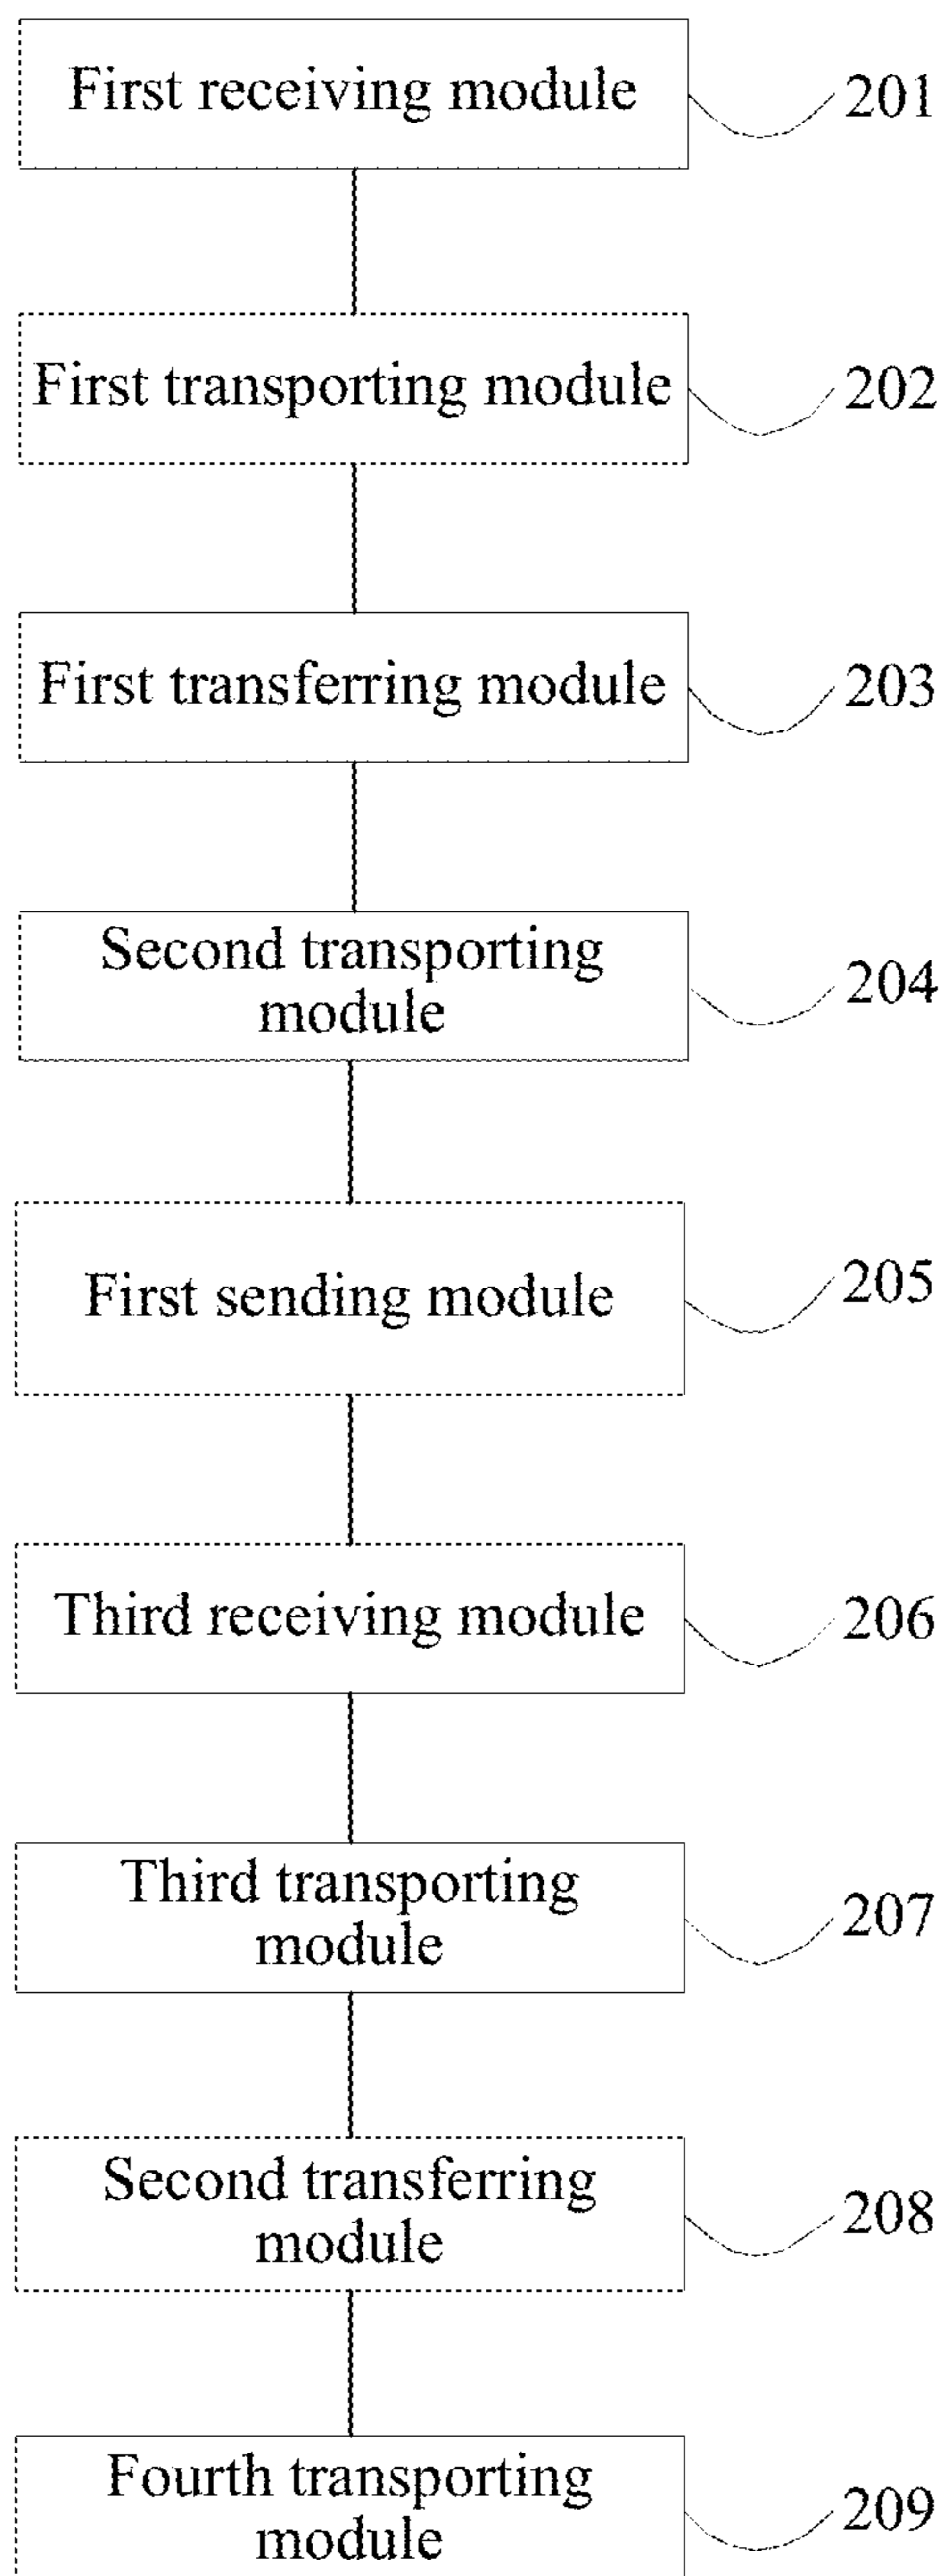 First receiving module
201
First transporting module
202
First transferring module
203
Second transporting
module
204
First sending module
205
Third receiving module
206
Third transporting
module
207
Second transferring
module
208
Fourth transporting
module
209